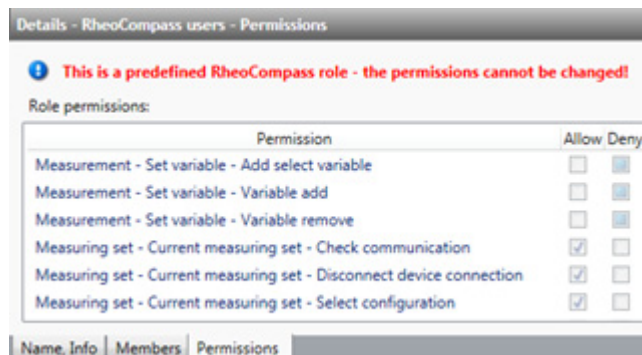 Details - RheoCompass users - Permissions
This is a predefined RheoCompass role - the permissions cannot be changed!
Role permissions:
Permission Allow Deny
Measurement - Set variable - Add select variable
Measurement - Set variable - Variable add
Measurement - Set variable - Variable remove
Measuring set - Current measuring set - Check communication
Measuring set - Current measuring set - Disconnect device connection
Measuring set - Current measuring set - Select configuration
Name, Info Members Permissions